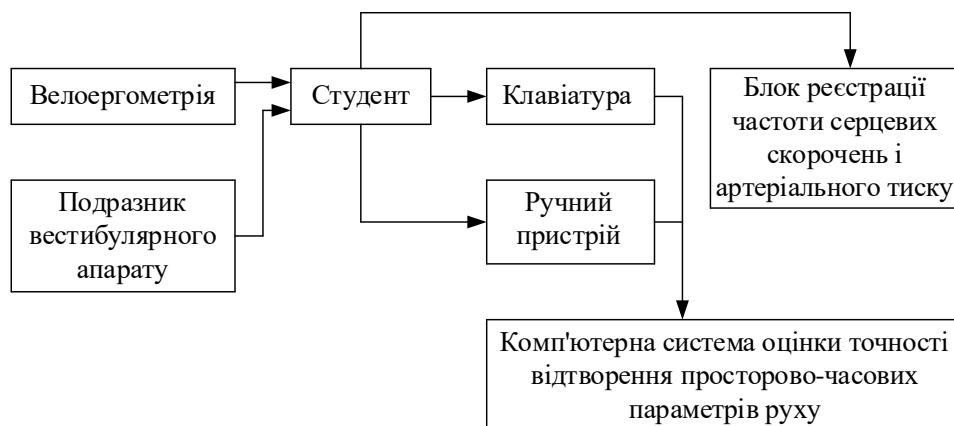 Велоергометрія
Студент
Клавіатура
Блок реєстрації
частоти серцевих
скорочень і
артеріального тиску
Подразник
вестибулярного
апарату
Ручний
пристрій
Комп'ютерна система оцінки точності
відтворення просторово-часових
параметрів руху